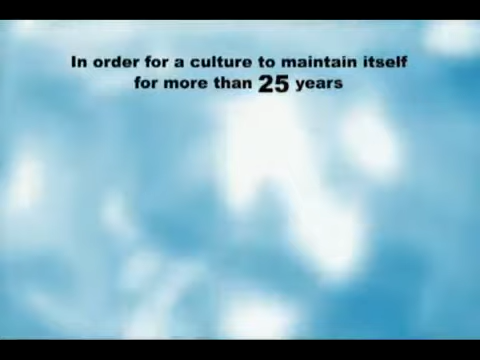 In order for a culture to maintain itself
for more than 25 years